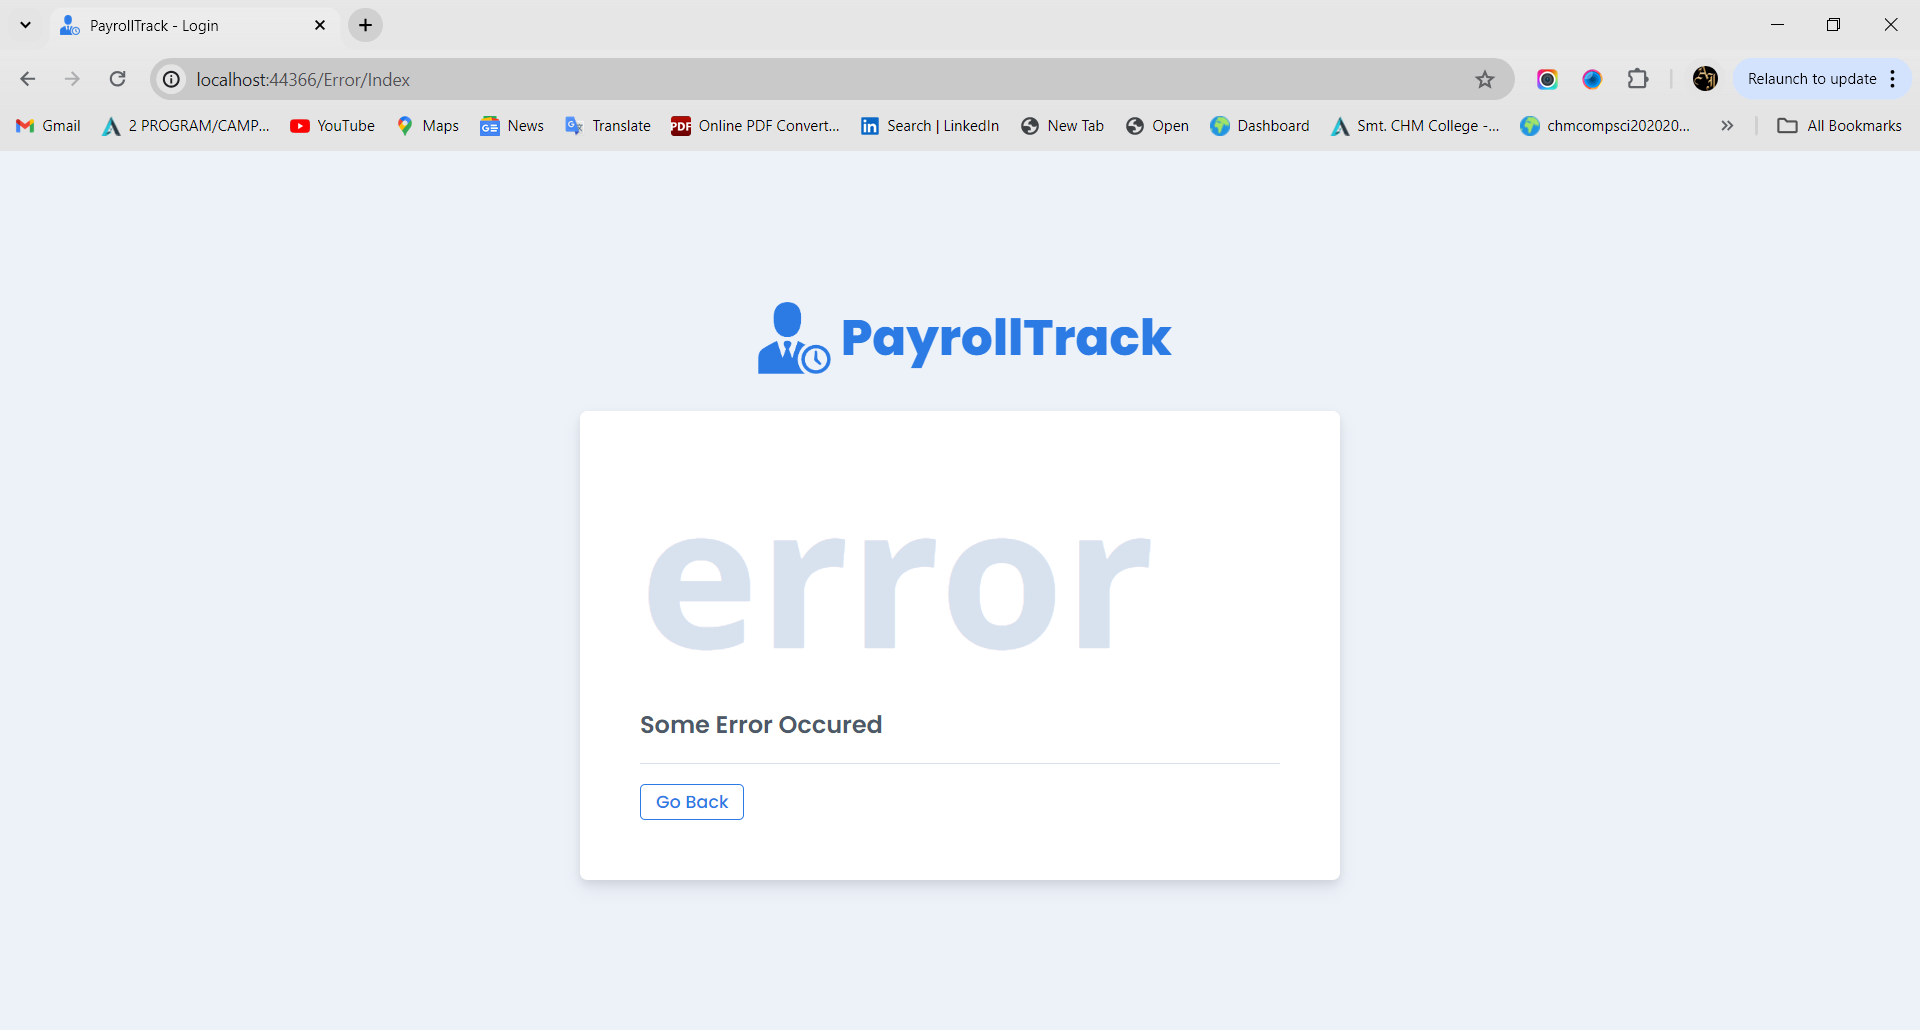 PayrollTrack - Login
localhost:44366/Error/Index
Relaunch to update
Gmail
2 PROGRAM/CAMP...
YouTube
Maps
News
Translate
PDF
Online PDF Convert...
Search | LinkedIn
New Tab
Open
Dashboard
Smt. CHM College -...
chmcompsci202020...
All Bookmarks
PayrollTrack
error
Some Error Occured
Go Back